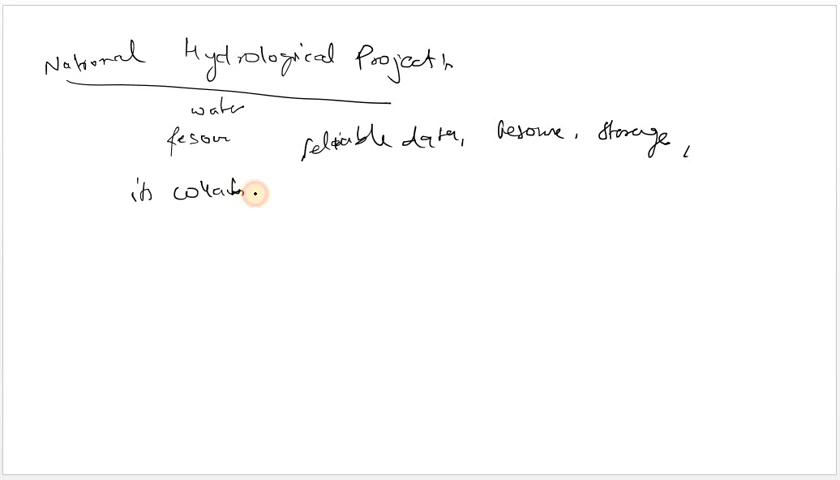 National Hydrological Project
water
resour reliable data, resource, storage,
its